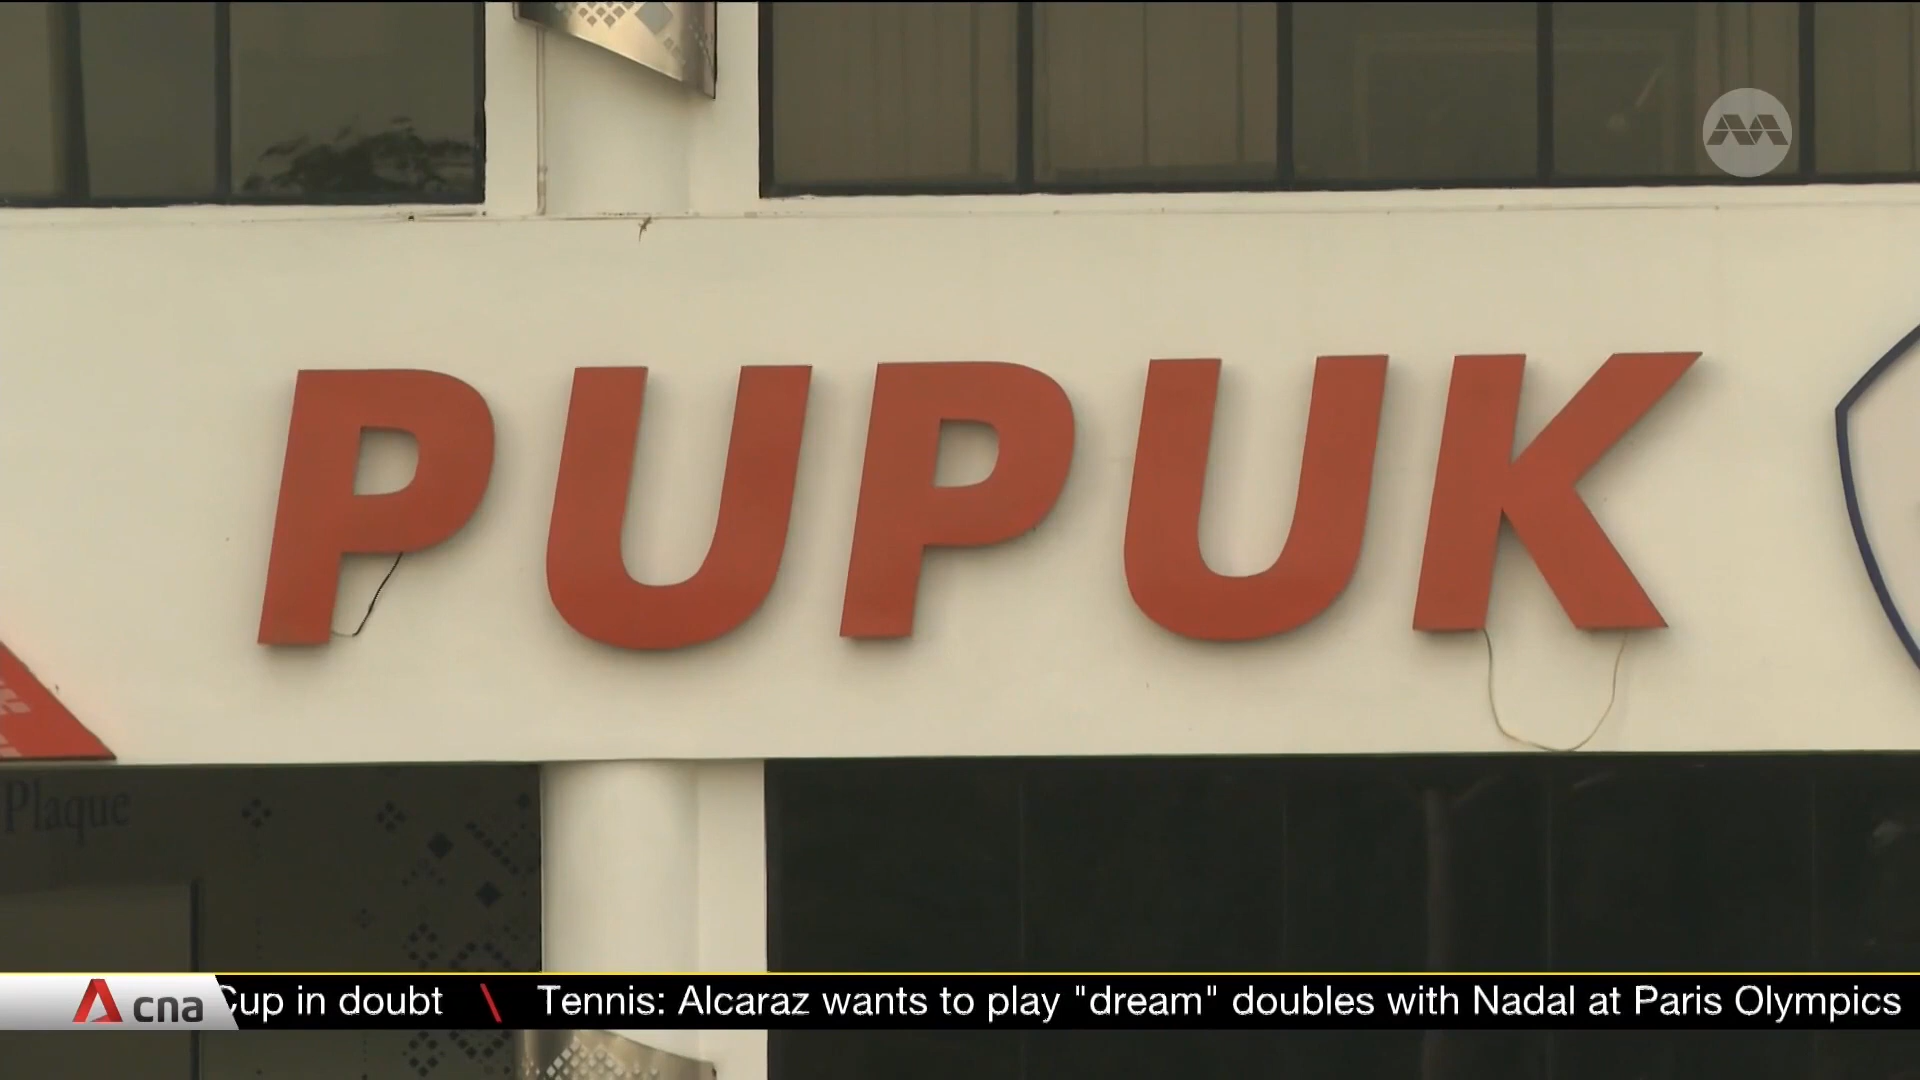 PUPUK
Plaque
cna
Cup in doubt \ Tennis: Alcaraz wants to play "dream" doubles with Nadal at Paris Olympics